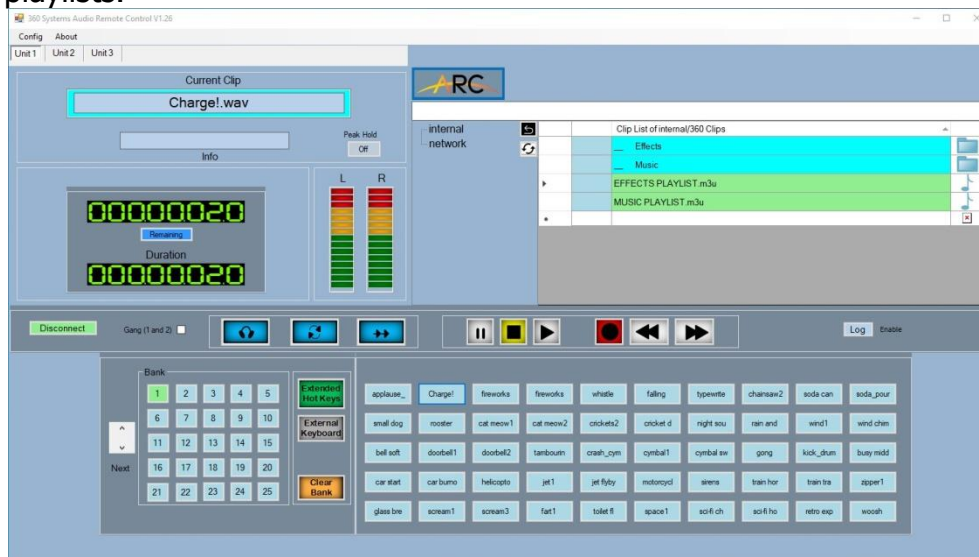 playlists.
360 Systems Audio Remote Control V1.26
Config About
Unit 1 Unit 2 Unit 3
Current Clip
Charge!.wav
Info
Peak Hold
Off
L R
00000020
Remaining
Duration
00000020
ARC
internal
network
Clip List of internal/360 Clips
__ Effects
__ Music
EFFECTS PLAYLIST.m3u
MUSIC PLAYLIST.m3u
Disconnect
Gang (1 and 2)
Log Enable
Bank
1 2 3 4 5
6 7 8 9 10
11 12 13 14 15
16 17 18 19 20
21 22 23 24 25
Next
Extended
Hot Keys
External
Keyboard
Clear
Bank
applause_ Charge! fireworks fireworks whistle falling typewrite chainsaw2 soda can soda_pour
small dog rooster cat meow1 cat meow2 crickets2 cricket d night sou rain and wind1 wind chim
bell soft doorbell1 doorbell2 tambourin crash_cym cymbal1 cymbal sw gong kick_drum busy midd
car start car burno helicopto jet1 jet flyby motorcycl sirens train hor train tra zipper1
glass bre scream1 scream3 fart1 toilet fl space1 sci-fi ch sci-fi ho retro exp woosh